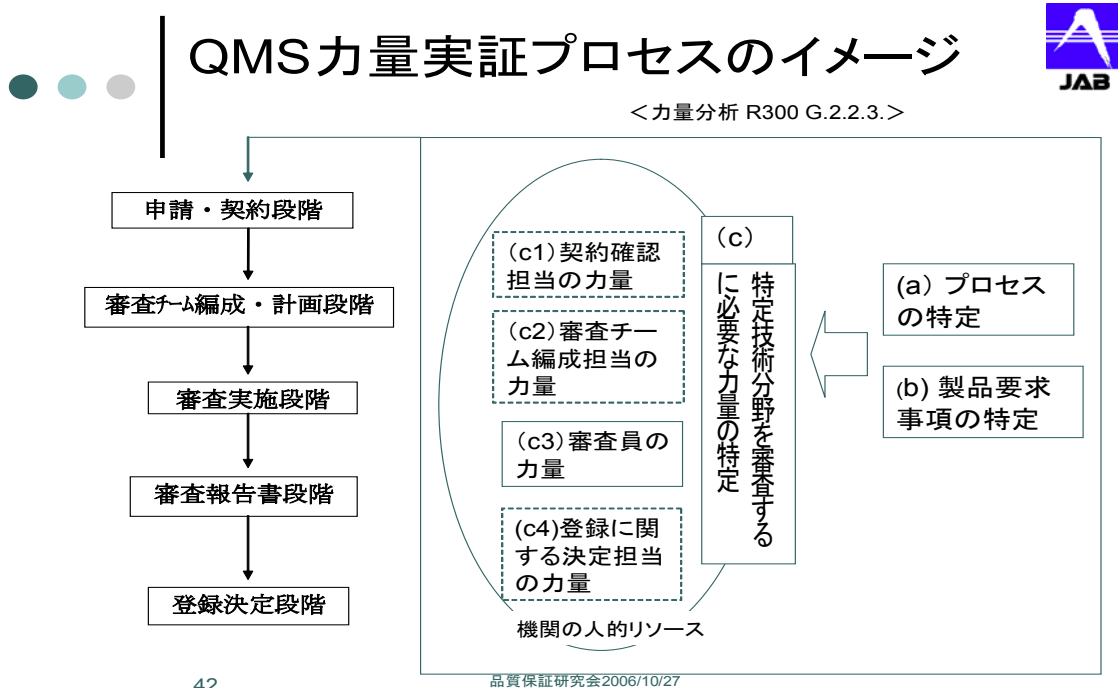 QMS力量実証プロセスのイメージ
JAB
＜力量分析 R300 G.2.2.3.＞
申請・契約段階
審査ﾁｰﾑ編成・計画段階
審査実施段階
審査報告書段階
登録決定段階
（c1）契約確認
担当の力量
（c2）審査チー
ム編成担当の
力量
（c3）審査員の
力量
(c4)登録に関
する決定担当
の力量
機関の人的リソース
（c）
特定技術分野を審査する
に必要な力量の特定
(a） プロセス
の特定
(b) 製品要求
事項の特定
42
品質保証研究会2006/10/27